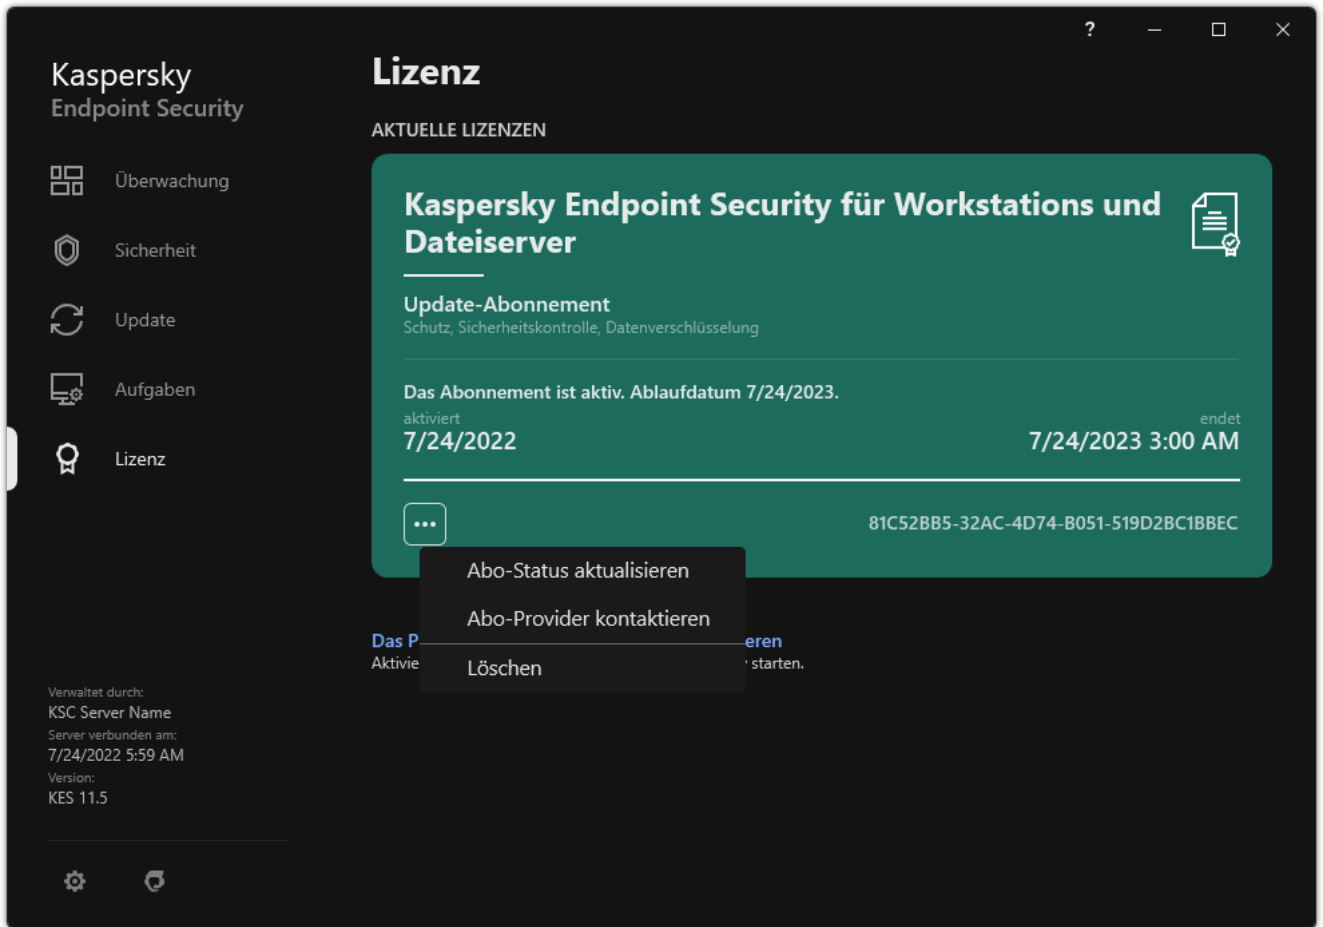 ?
Kaspersky
Endpoint Security
Überwachung
Sicherheit
Update
Aufgaben
Lizenz
Verwaltet durch:
KSC Server Name
Server verbunden am:
7/24/2022 5:59 AM
Version:
KES 11.5
Lizenz
AKTUELLE LIZENZEN
Kaspersky Endpoint Security für Workstations und
Dateiserver
Update-Abonnement
Schutz, Sicherheitskontrolle, Datenverschlüsselung
Das Abonnement ist aktiv. Ablaufdatum 7/24/2023.
aktiviert endet
7/24/2022 7/24/2023 3:00 AM
81C52BB5-32AC-4D74-B051-519D2BC1BBEC
Abo-Status aktualisieren
Abo-Provider kontaktieren
Löschen
Das
starten.